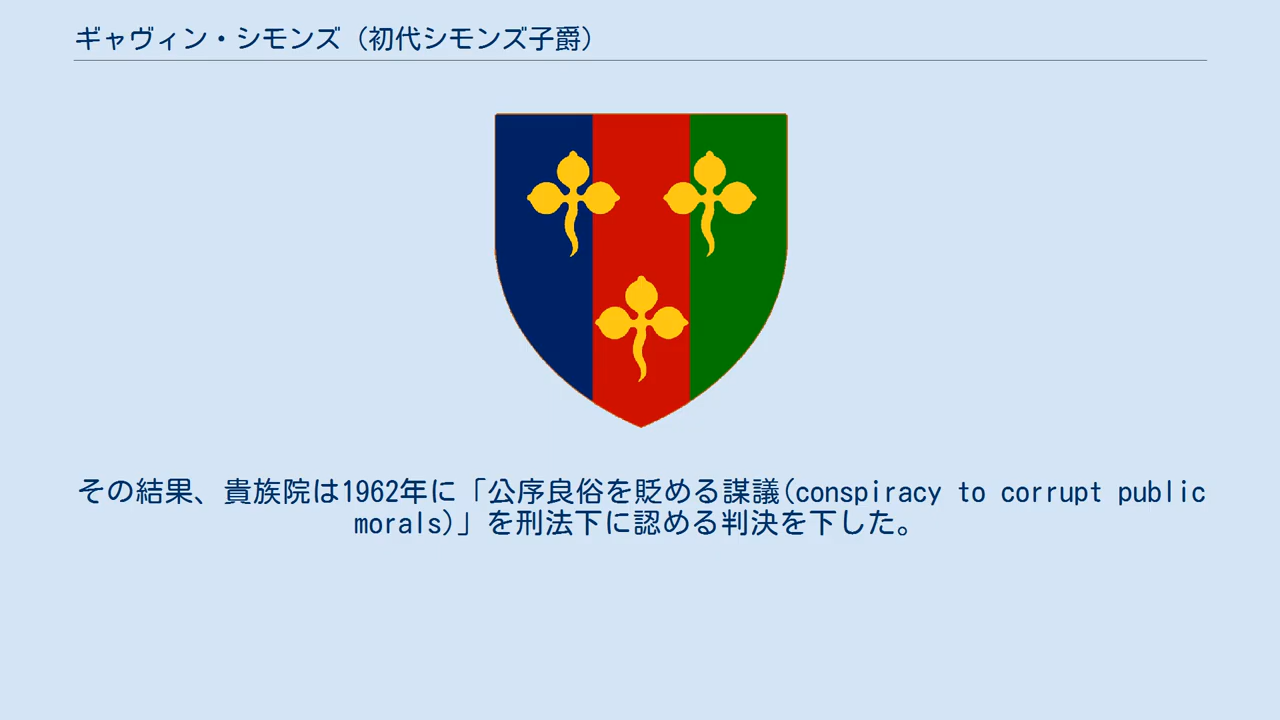 ギャヴィン・シモンズ（初代シモンズ子爵）
その結果、貴族院は1962年に「公序良俗を貶める謀議(conspiracy to corrupt public
morals)」を刑法下に認める判決を下した。